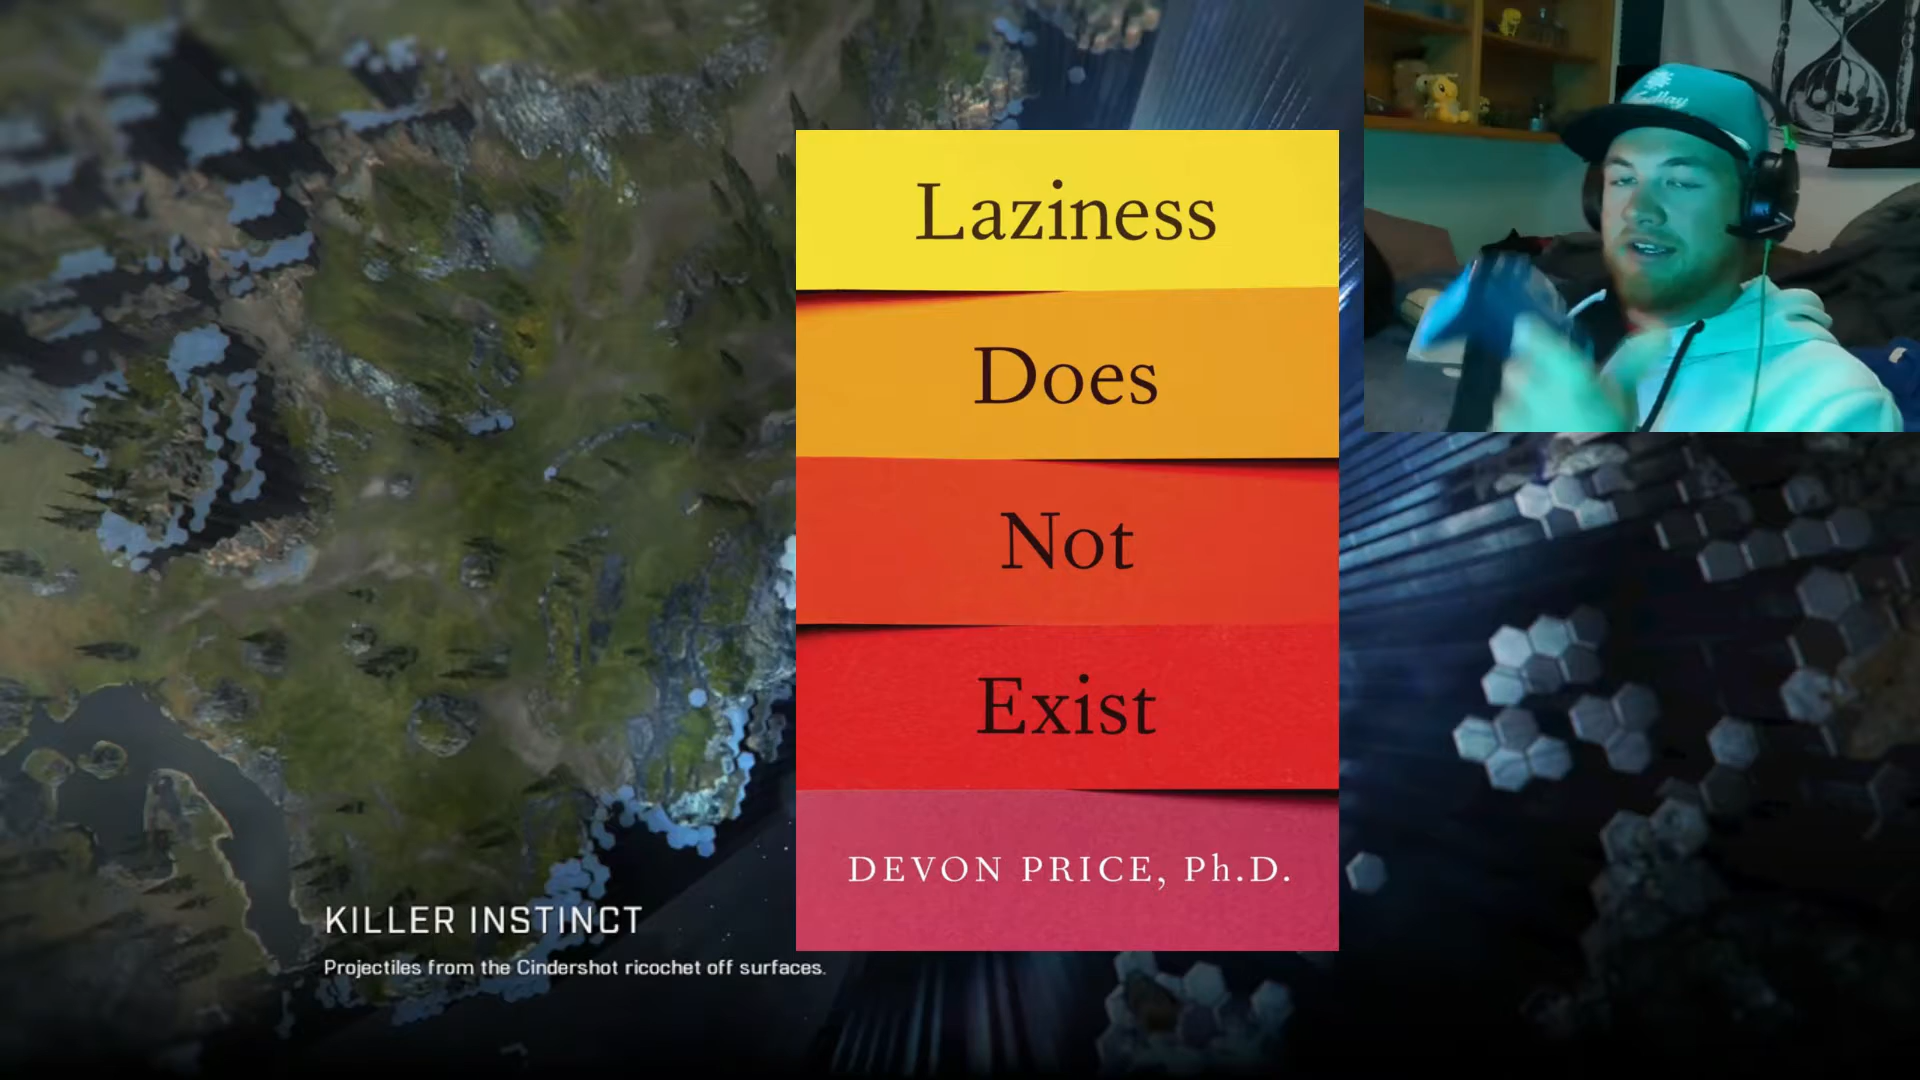 Laziness
Does
Not
Exist
DEVON PRICE, Ph.D.
KILLER INSTINCT
Projectiles from the Cindershot ricochet off surfaces.